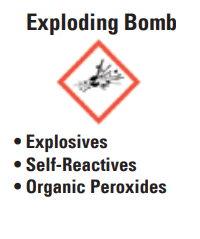 Exploding Bomb
• Explosives
• Self-Reactives
• Organic Peroxides